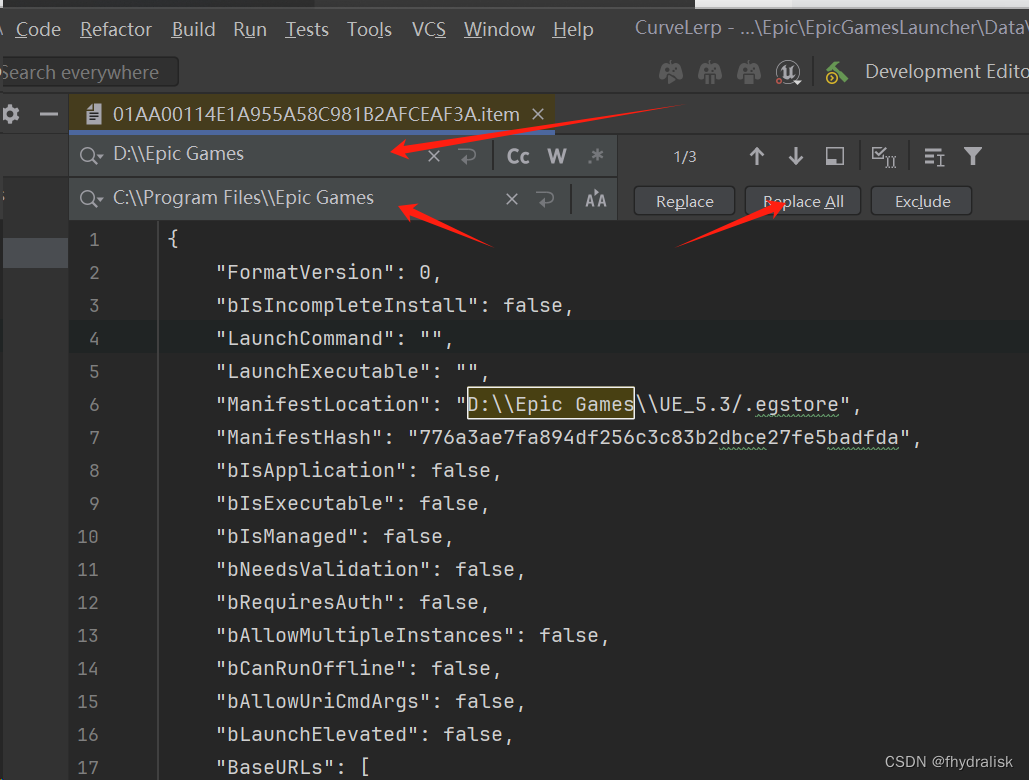 Code Refactor Build Run Tests Tools VCS Window Help CurveLerp - ...\Epic\EpicGamesLauncher\Data\
Search everywhere Development Edito
01AA00114E1A955A58C981B2AFCEAF3A.item
D:\\Epic Games Cc W .* 1/3
C:\\Program Files\\Epic Games Replace Replace All Exclude
1 {
2 "FormatVersion": 0,
3 "bIsIncompleteInstall": false,
4 "LaunchCommand": "",
5 "LaunchExecutable": "",
6 "ManifestLocation": "D:\\Epic Games\\UE_5.3/.egstore",
7 "ManifestHash": "776a3ae7fa894df256c3c83b2dbce27fe5badfda",
8 "bIsApplication": false,
9 "bIsExecutable": false,
10 "bIsManaged": false,
11 "bNeedsValidation": false,
12 "bRequiresAuth": false,
13 "bAllowMultipleInstances": false,
14 "bCanRunOffline": false,
15 "bAllowUriCmdArgs": false,
16 "bLaunchElevated": false,
17 "BaseURLs": [
CSDN @fhydralisk